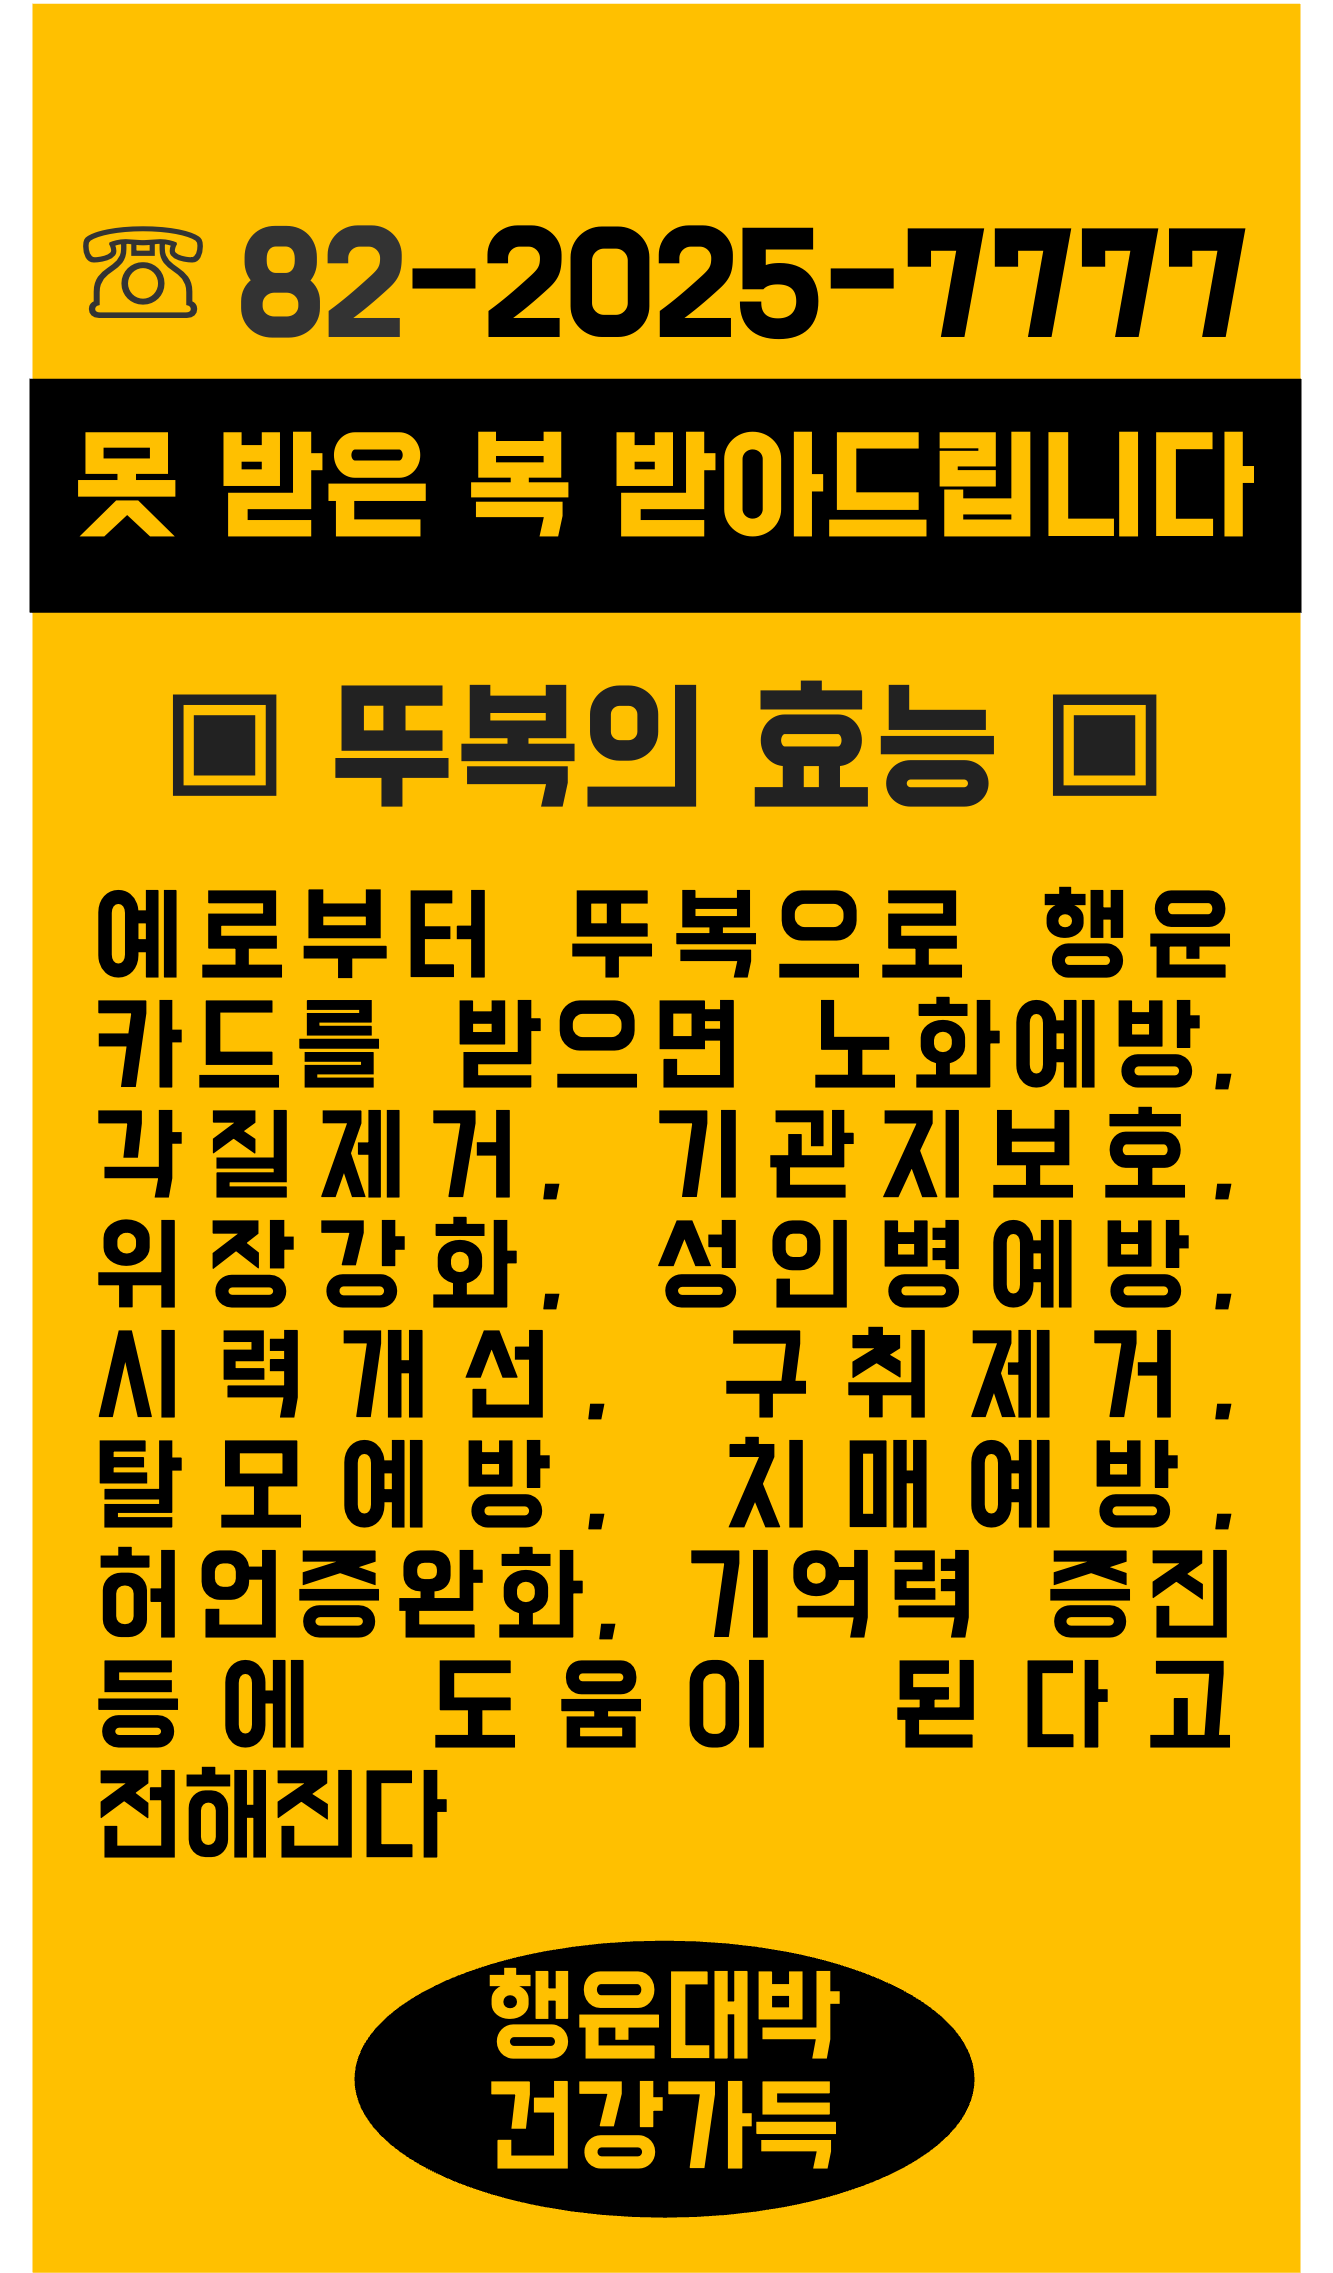 ☏ 82-2025-7777
못 받은 복 받아드립니다
▣ 뚜복의 효능 ▣
예로부터 뚜복으로 행운
카드를 받으면 노화예방,
각질제거, 기관지보호,
위장강화, 성인병예방,
시력개선, 구취제거,
탈모예방, 치매예방,
허언증완화, 기억력 증진
등에 도움이 된다고
전해진다
행운대박
건강가득